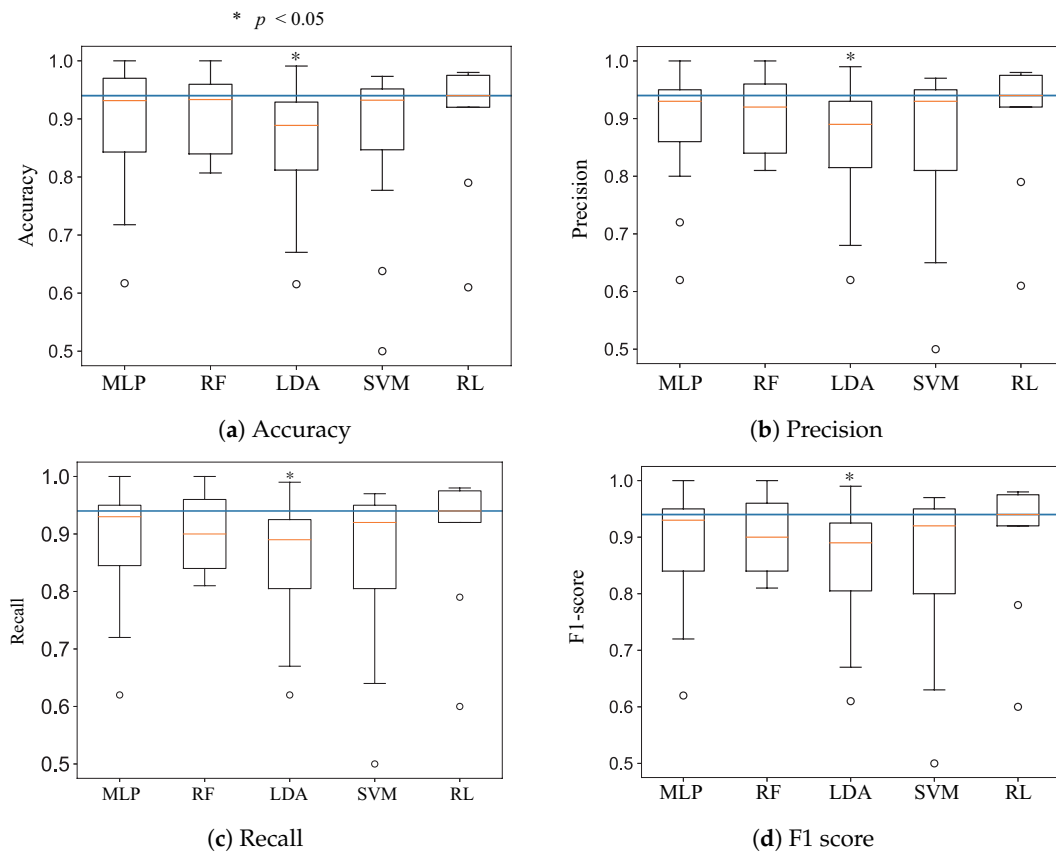 * p < 0.05
*
1.0
0.9
0.8
0.7
0.6
0.5
Accuracy
MLP RF LDA SVM RL
(a) Accuracy
*
1.0
0.9
0.8
0.7
0.6
0.5
Precision
MLP RF LDA SVM RL
(b) Precision
*
1.0
0.9
0.8
0.7
0.6
0.5
Recall
MLP RF LDA SVM RL
(c) Recall
*
1.0
0.9
0.8
0.7
0.6
0.5
F1-score
MLP RF LDA SVM RL
(d) F1 score